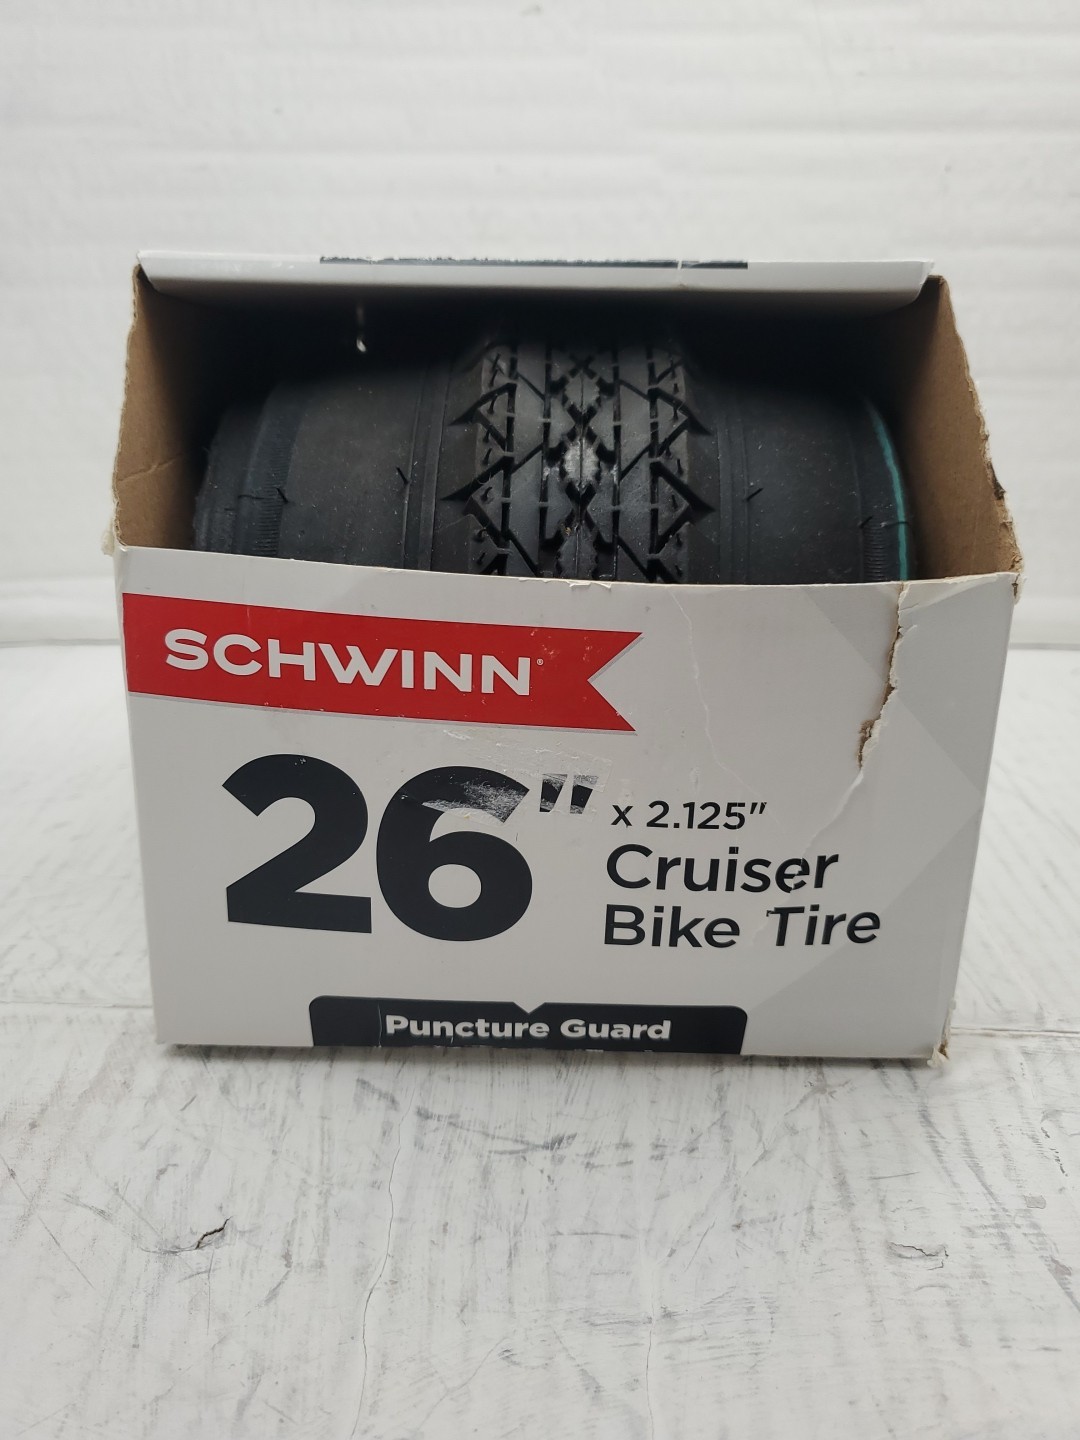 SCHWINN®
26" x 2.125"
Cruiser
Bike Tire
Puncture Guard